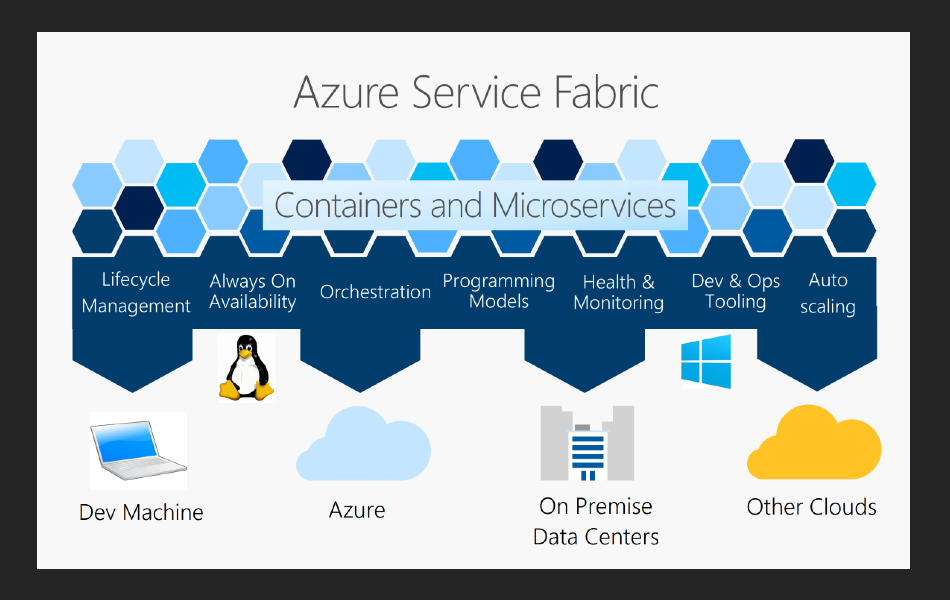 Azure Service Fabric
Containers and Microservices
Lifecycle
Management
Always On
Availability
Orchestration
Programming
Models
Health &
Monitoring
Dev & Ops
Tooling
Auto
scaling
Dev Machine
Azure
On Premise
Data Centers
Other Clouds